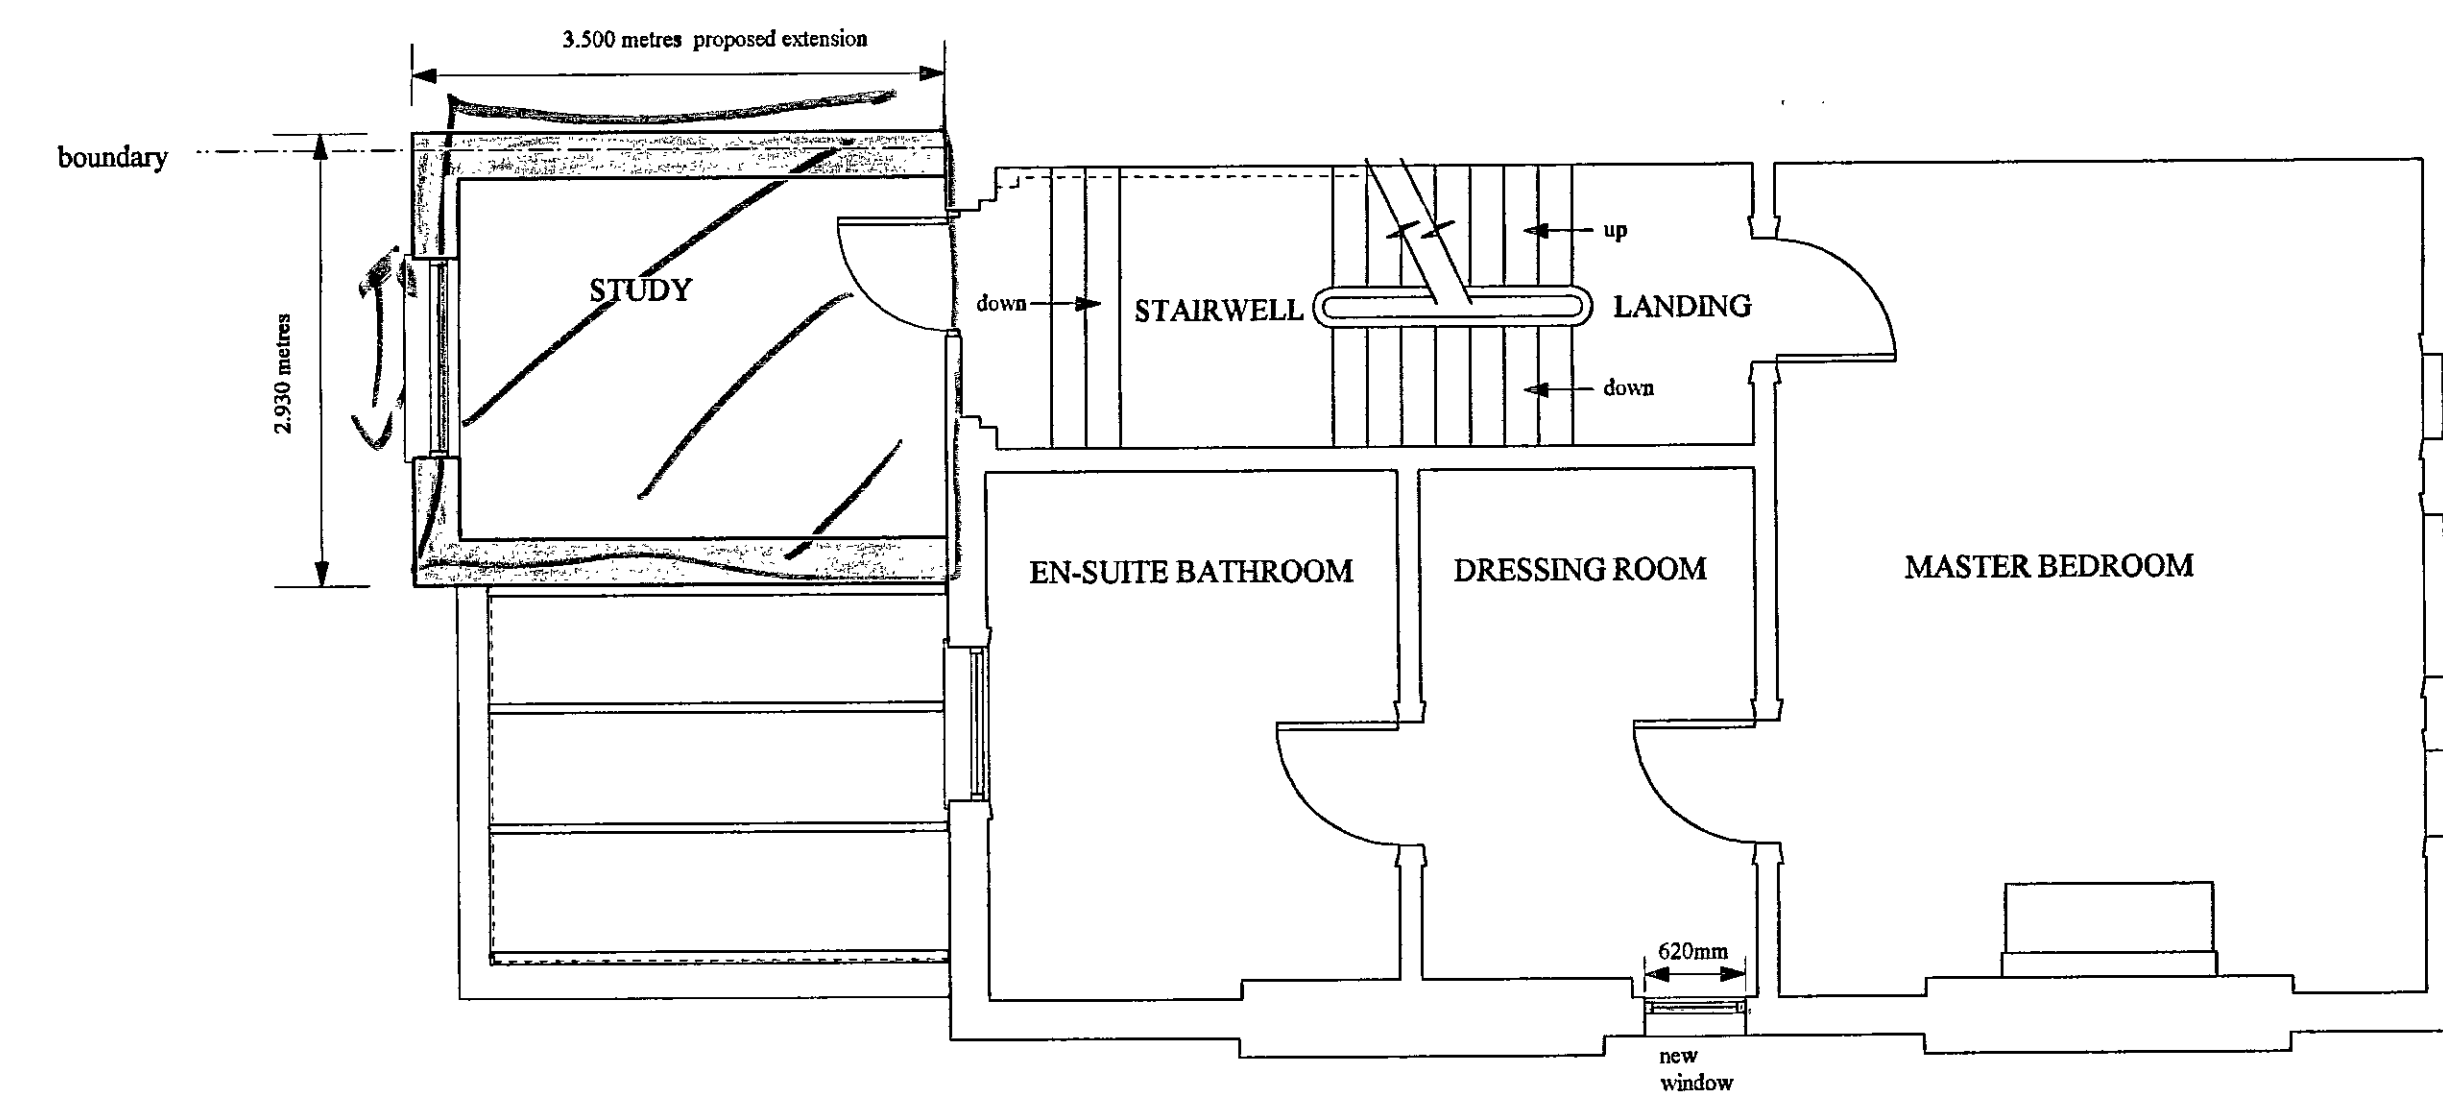 3.500 metres proposed extension
boundary
2.930 metres
STUDY
down
STAIRWELL
up
LANDING
down
EN-SUITE BATHROOM
DRESSING ROOM
MASTER BEDROOM
620mm
new
window